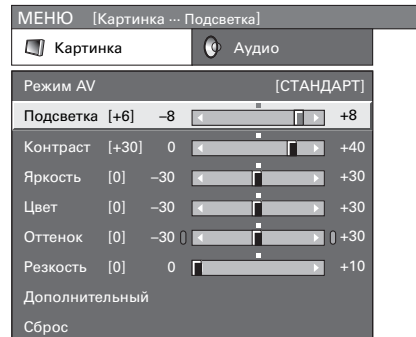 МЕНЮ [Картинка ··· Подсветка]
Картинка Аудио
Режим AV [СТАНДАРТ]
Подсветка [+6] –8 +8
Контраст [+30] 0 +40
Яркость [0] –30 +30
Цвет [0] –30 +30
Оттенок [0] –30 +30
Резкость [0] 0 +10
Дополнительный
Сброс